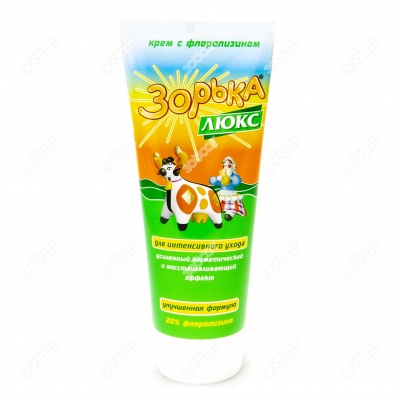 крем с флорализином
ЗОРЬКА®
ЛЮКС
для интенсивного ухода
усиленный косметический
и восстанавливающий
эффект
улучшенная формула
20% флорализина